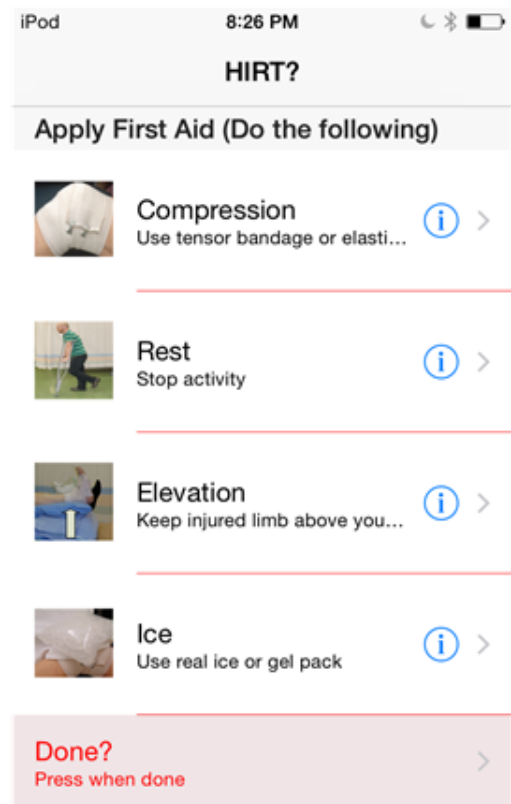 iPod 8:26 PM
HIRT?
Apply First Aid (Do the following)
Compression
Use tensor bandage or elasti...
Rest
Stop activity
Elevation
Keep injured limb above you...
Ice
Use real ice or gel pack
Done?
Press when done